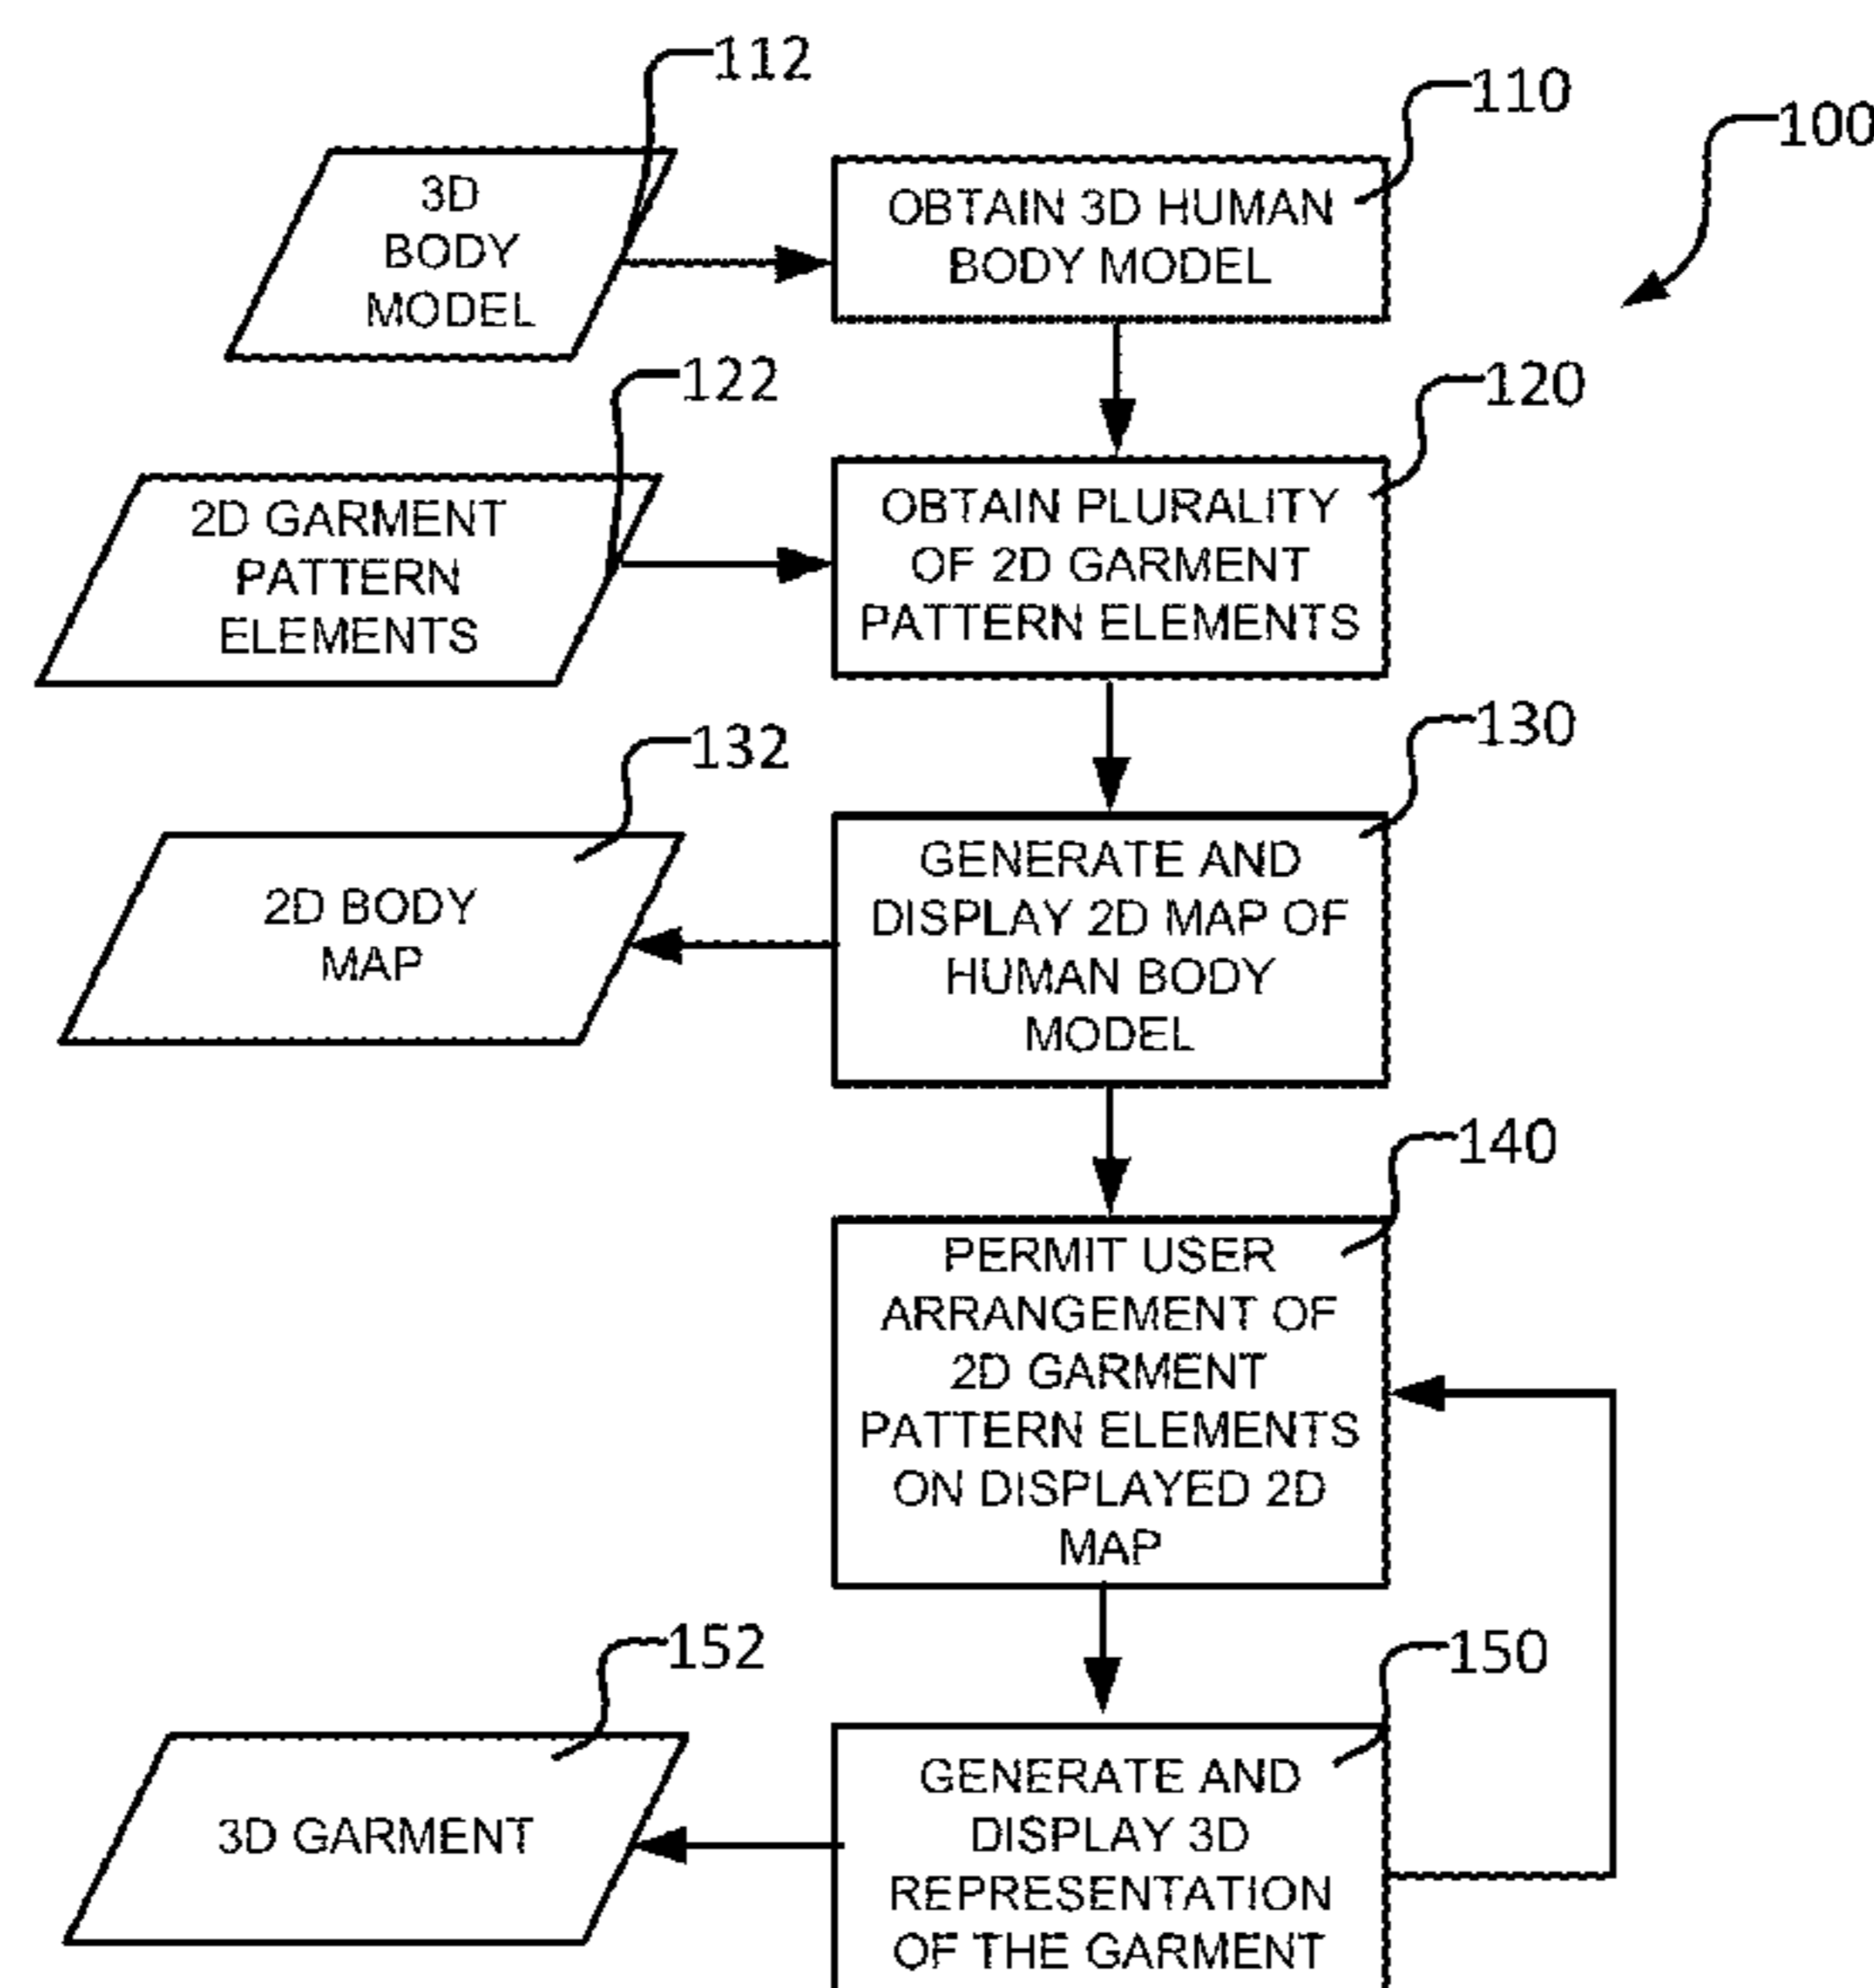 112
110
100
3D
BODY
MODEL
OBTAIN 3D HUMAN
BODY MODEL
122
120
2D GARMENT
PATTERN
ELEMENTS
OBTAIN PLURALITY
OF 2D GARMENT
PATTERN ELEMENTS
132
130
2D BODY
MAP
GENERATE AND
DISPLAY 2D MAP OF
HUMAN BODY
MODEL
140
PERMIT USER
ARRANGEMENT OF
2D GARMENT
PATTERN ELEMENTS
ON DISPLAYED 2D
MAP
152
150
3D GARMENT
GENERATE AND
DISPLAY 3D
REPRESENTATION
OF THE GARMENT